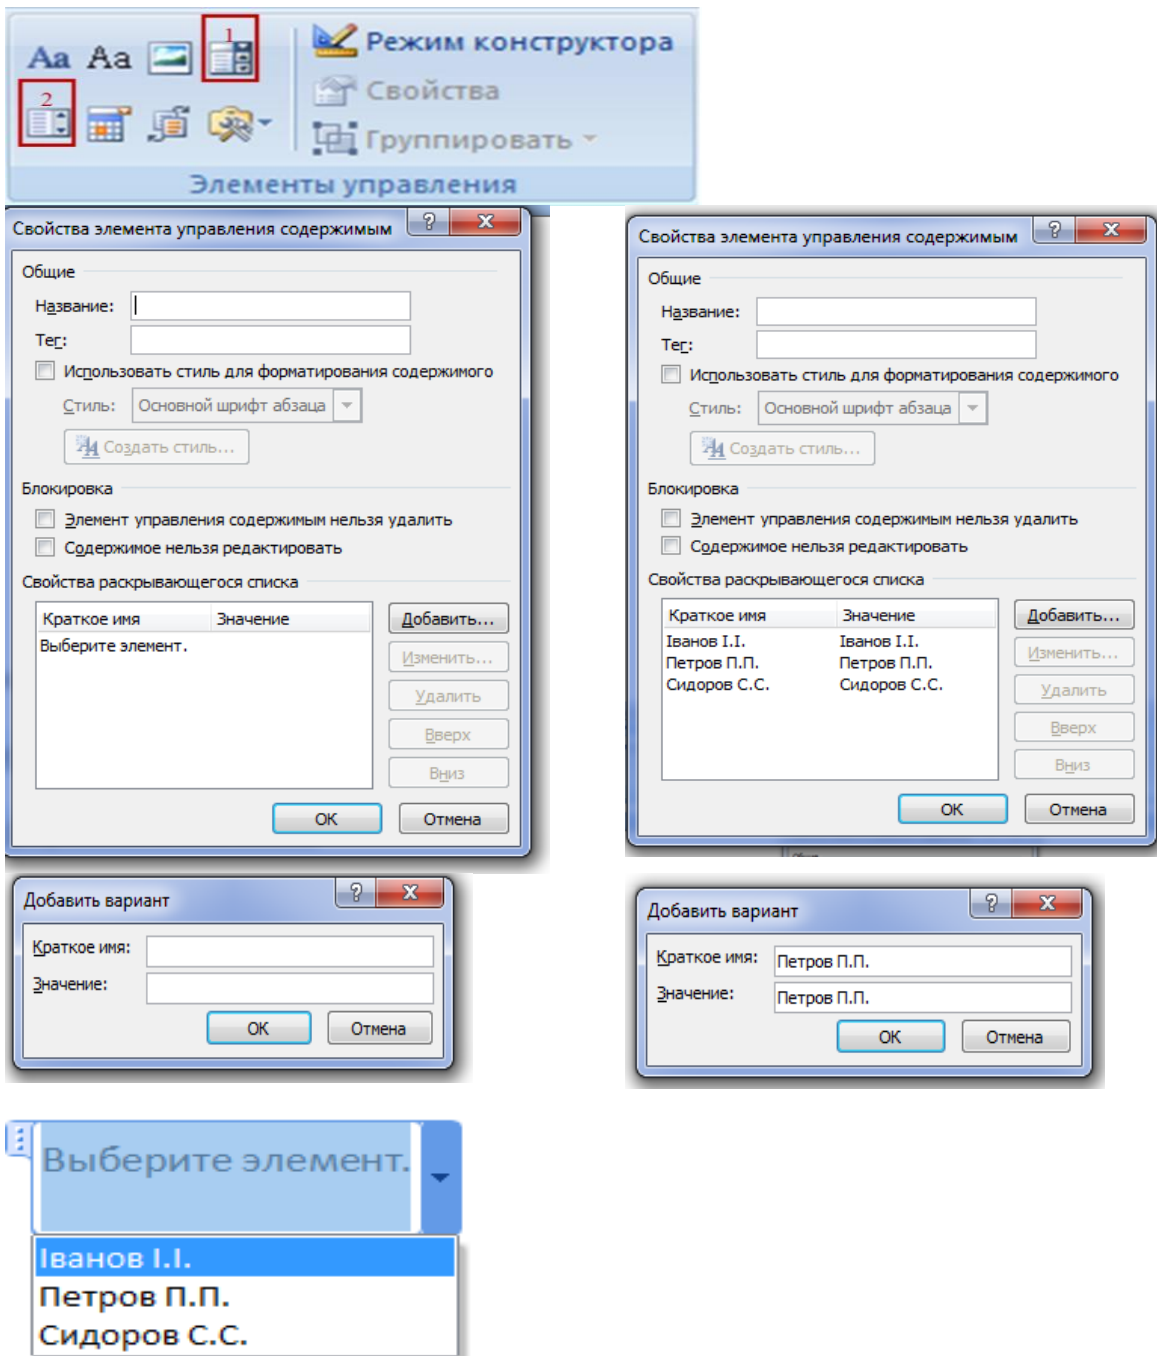 1
Aa Aa
Режим конструктора
2
Свойства
Группировать
Элементы управления
Свойства элемента управления содержимым
Общие
Название:
Тег:
Использовать стиль для форматирования содержимого
Стиль: Основной шрифт абзаца
Создать стиль...
Блокировка
Элемент управления содержимым нельзя удалить
Содержимое нельзя редактировать
Свойства раскрывающегося списка
Краткое имя Значение
Выберите элемент.
Добавить...
Изменить...
Удалить
Вверх
Вниз
ОК Отмена
Свойства элемента управления содержимым
Общие
Название:
Тег:
Использовать стиль для форматирования содержимого
Стиль: Основной шрифт абзаца
Создать стиль...
Блокировка
Элемент управления содержимым нельзя удалить
Содержимое нельзя редактировать
Свойства раскрывающегося списка
Краткое имя Значение
Іванов І.І. Іванов І.І.
Петров П.П. Петров П.П.
Сидоров С.С. Сидоров С.С.
Добавить...
Изменить...
Удалить
Вверх
Вниз
ОК Отмена
Добавить вариант
Краткое имя:
Значение:
ОК Отмена
Добавить вариант
Краткое имя: Петров П.П.
Значение: Петров П.П.
ОК Отмена
Выберите элемент.
Іванов І.І.
Петров П.П.
Сидоров С.С.